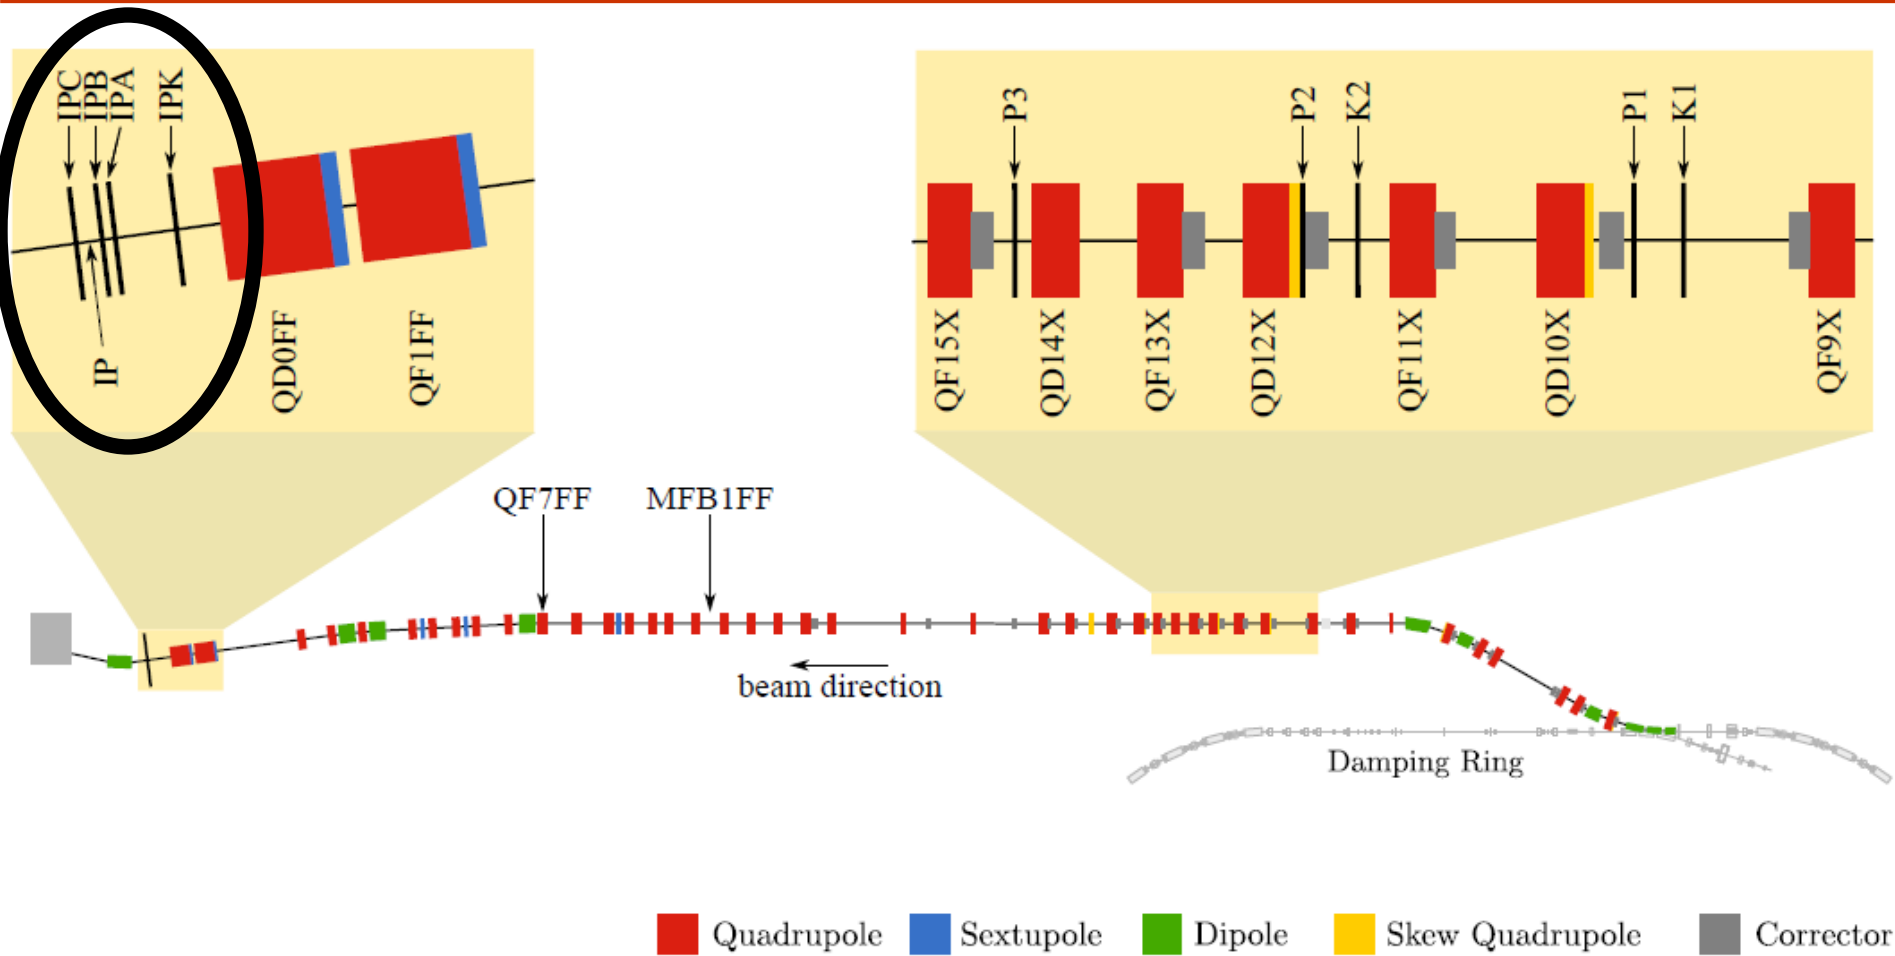 IPC
IPB
IPA
IPK
IP
QD0FF
QF1FF
P3
P2
K2
P1
K1
QF15X
QD14X
QF13X
QD12X
QF11X
QD10X
QF9X
QF7FF
MFB1FF
beam direction
Damping Ring
Quadrupole
Sextupole
Dipole
Skew Quadrupole
Corrector